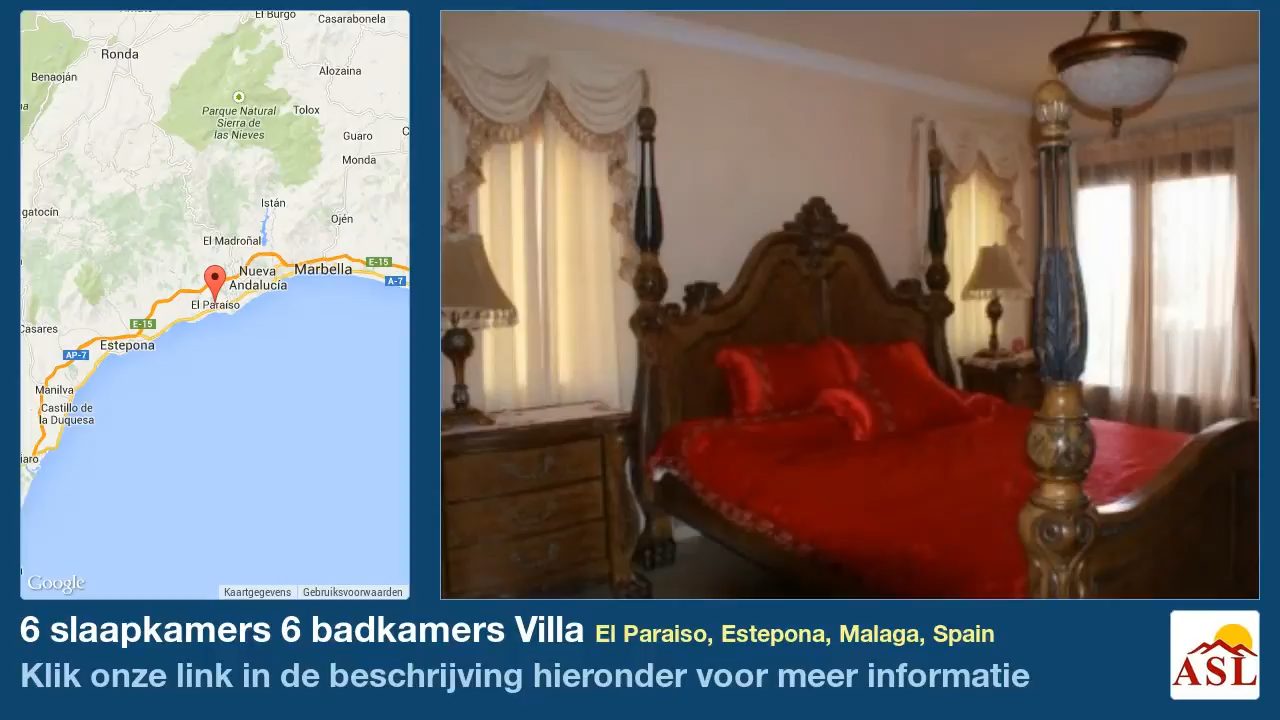 El Burgo
Casarabonela
Ronda
Benaoján
Alozaina
Parque Natural
Sierra de
las Nieves
Tolox
Guaro
Monda
gatocín
Istán
Ojén
El Madroñal
Nueva
Andalucía
Marbella
E-15
A-7
El Paraíso
E-15
Casares
AP-7
Estepona
Manilva
Castillo de
la Duquesa
iaro
Google
Kaartgegevens
Gebruiksvoorwaarden
6 slaapkamers 6 badkamers Villa El Paraiso, Estepona, Malaga, Spain
Klik onze link in de beschrijving hieronder voor meer informatie
ASL